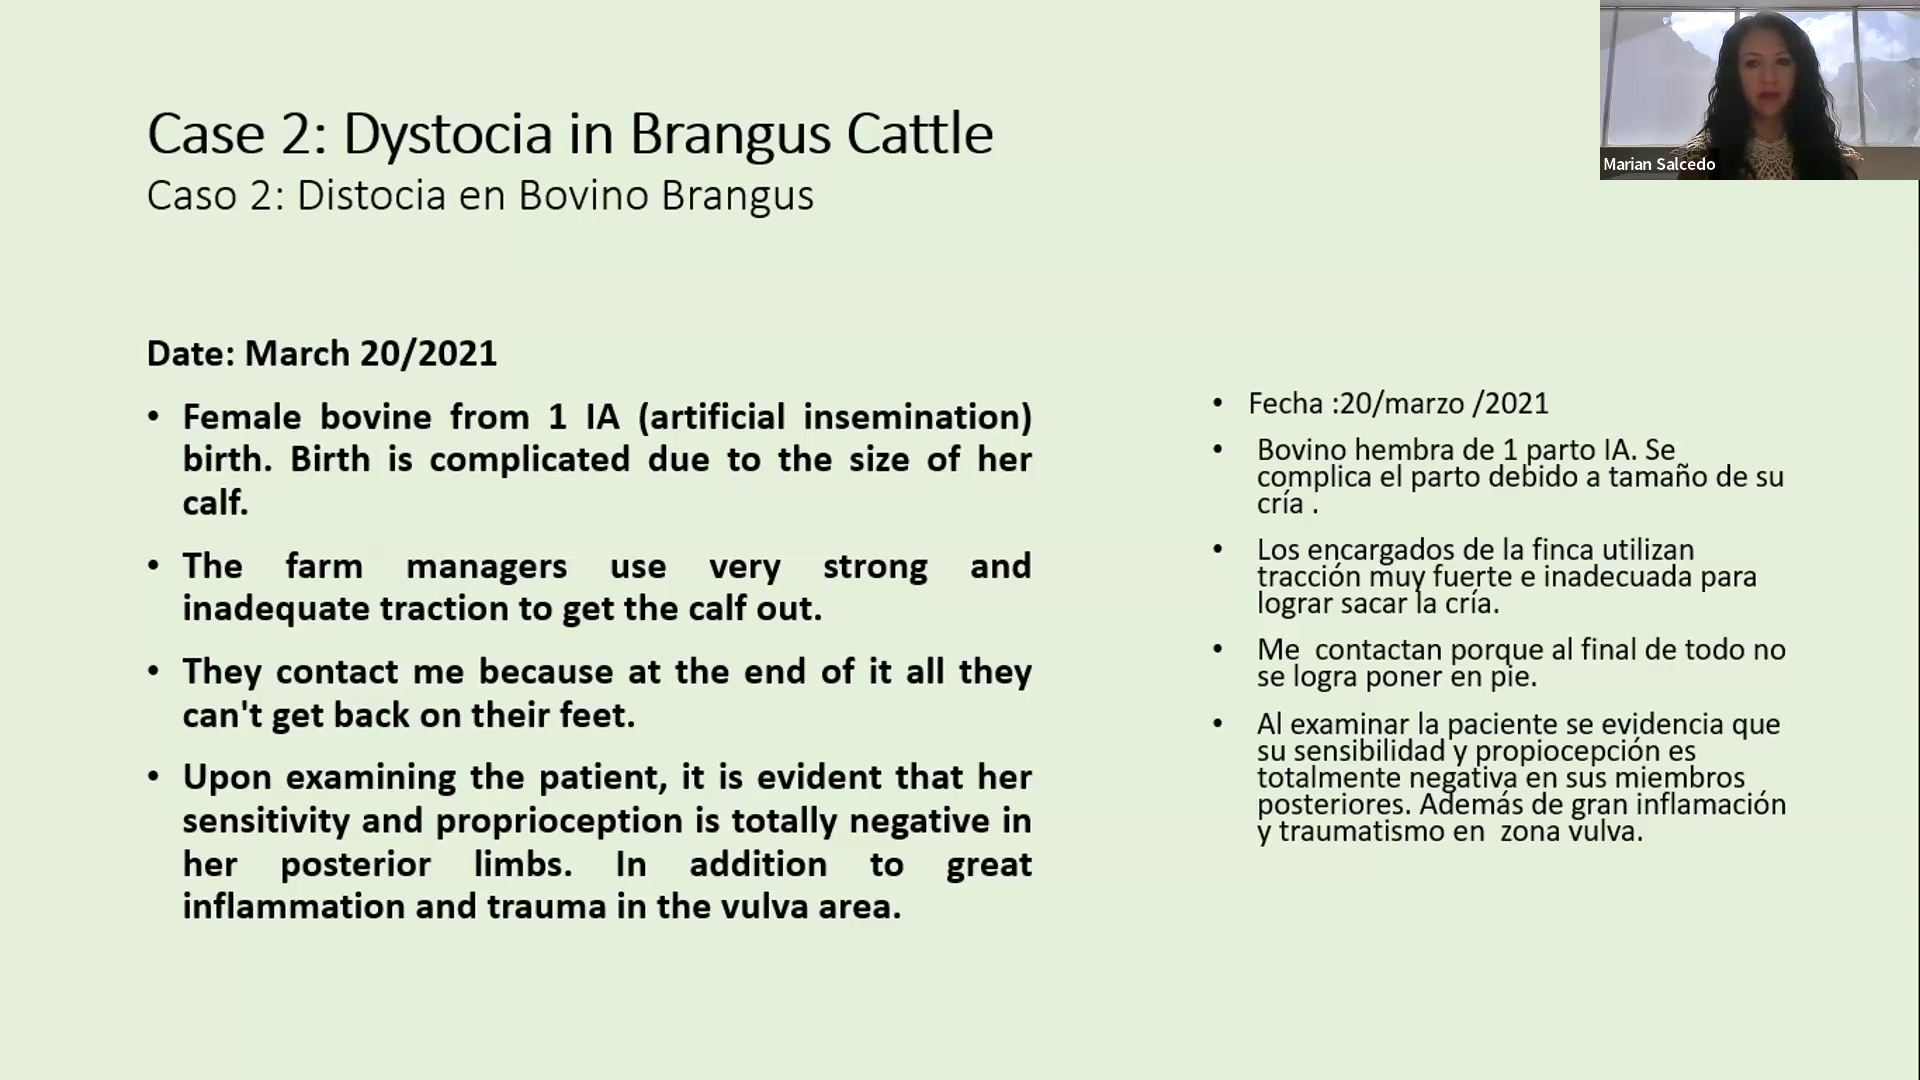 Case 2: Dystocia in Brangus Cattle
Caso 2: Distocia en Bovino Brangus
Marian Salcedo
Date: March 20/2021
• Female bovine from 1 IA (artificial insemination)
birth. Birth is complicated due to the size of her
calf.
• The farm managers use very strong and
inadequate traction to get the calf out.
• They contact me because at the end of it all they
can't get back on their feet.
• Upon examining the patient, it is evident that her
sensitivity and proprioception is totally negative in
her posterior limbs. In addition to great
inflammation and trauma in the vulva area.
• Fecha :20/marzo /2021
• Bovino hembra de 1 parto IA. Se
complica el parto debido a tamaño de su
cría .
• Los encargados de la finca utilizan
tracción muy fuerte e inadecuada para
lograr sacar la cría.
• Me contactan porque al final de todo no
se logra poner en pie.
• Al examinar la paciente se evidencia que
su sensibilidad y propiocepción es
totalmente negativa en sus miembros
posteriores. Además de gran inflamación
y traumatismo en zona vulva.